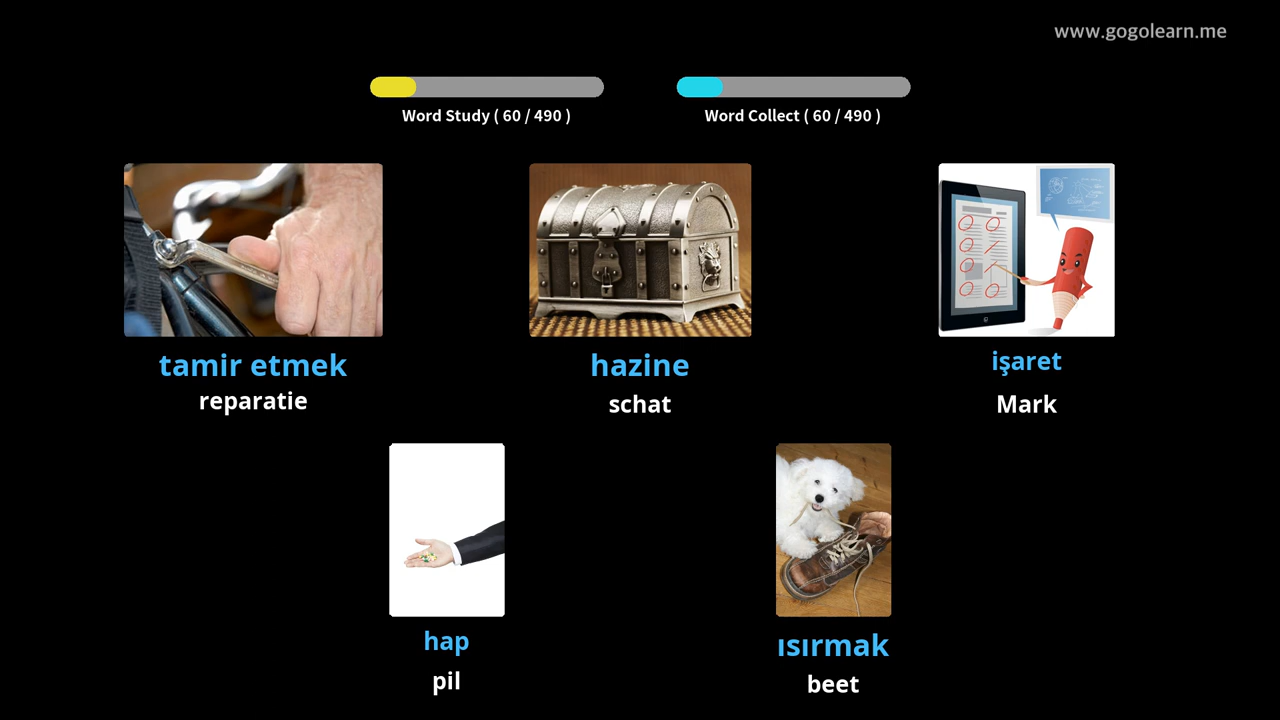 www.gogolearn.me
Word Study ( 60 / 490 )
Word Collect ( 60 / 490 )
tamir etmek
reparatie
hazine
schat
işaret
Mark
hap
pil
ısırmak
beet